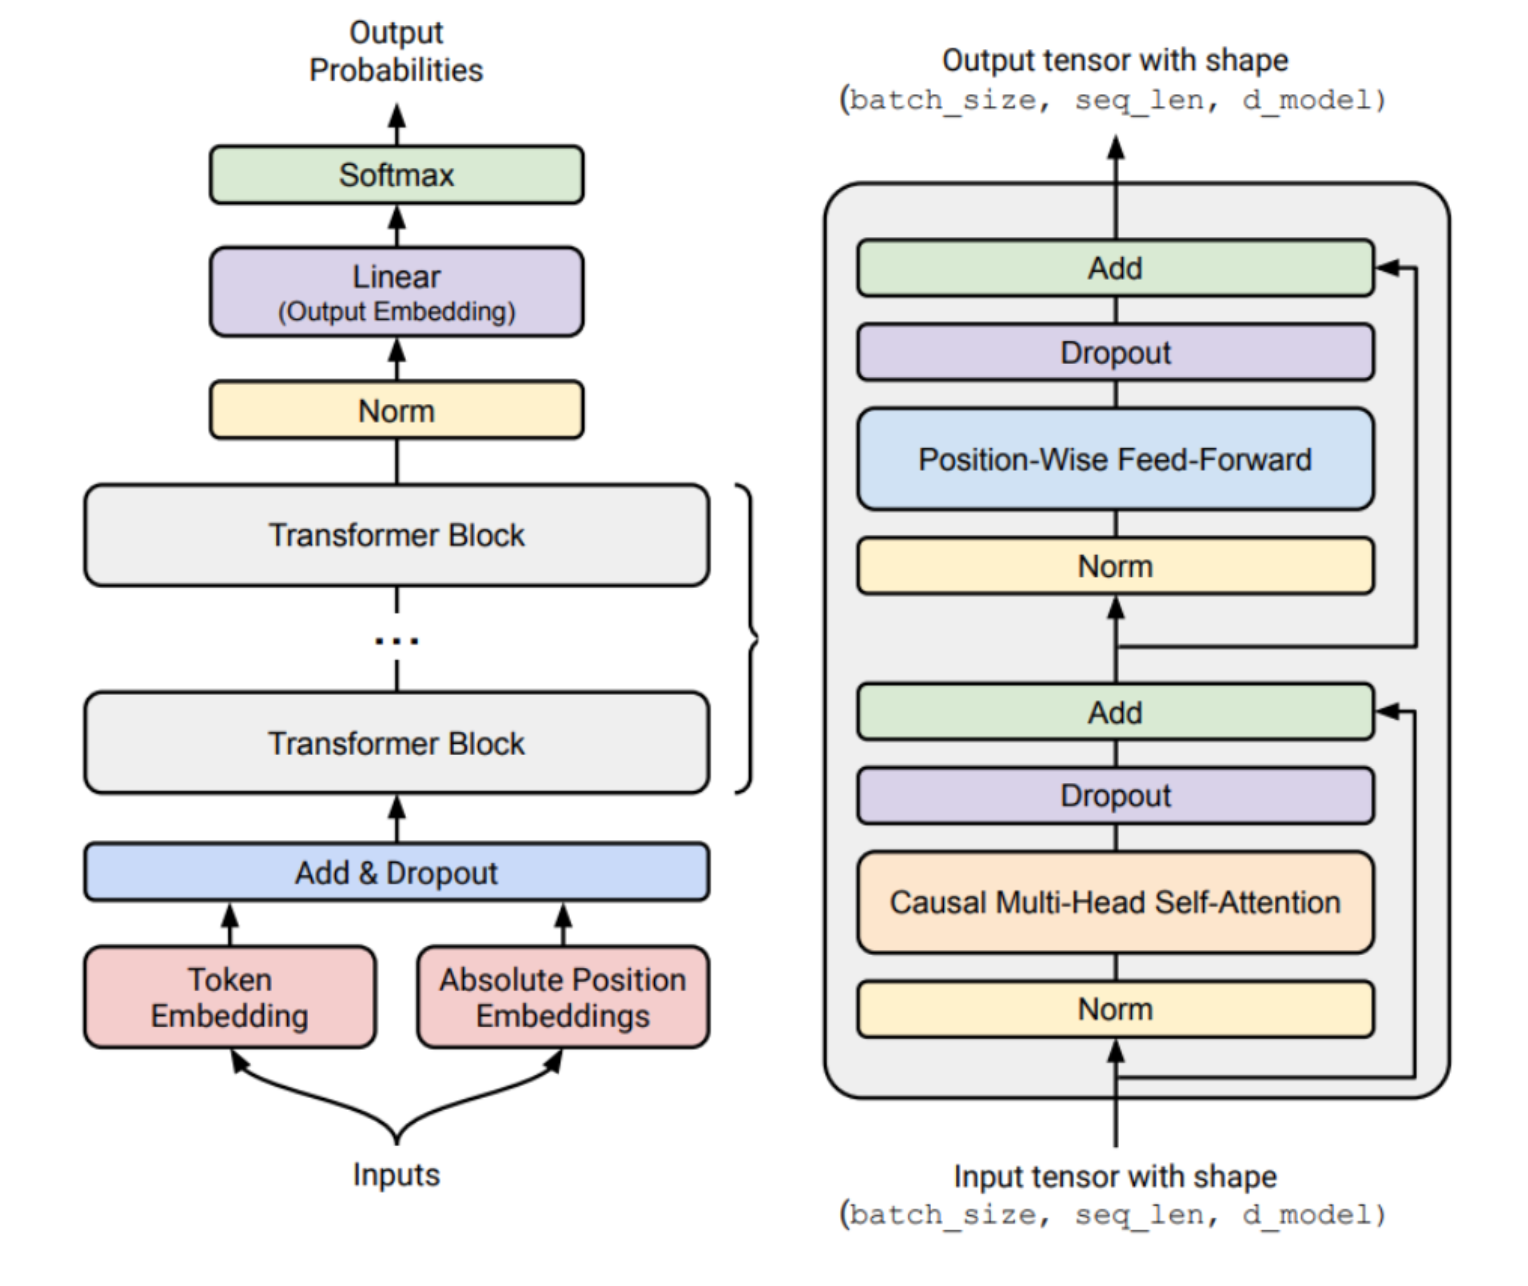 Output
Probabilities
Softmax
Linear
(Output Embedding)
Norm
Transformer Block
...
Transformer Block
Add & Dropout
Token
Embedding
Absolute Position
Embeddings
Inputs
Output tensor with shape
(batch_size, seq_len, d_model)
Add
Dropout
Position-Wise Feed-Forward
Norm
Add
Dropout
Causal Multi-Head Self-Attention
Norm
Input tensor with shape
(batch_size, seq_len, d_model)